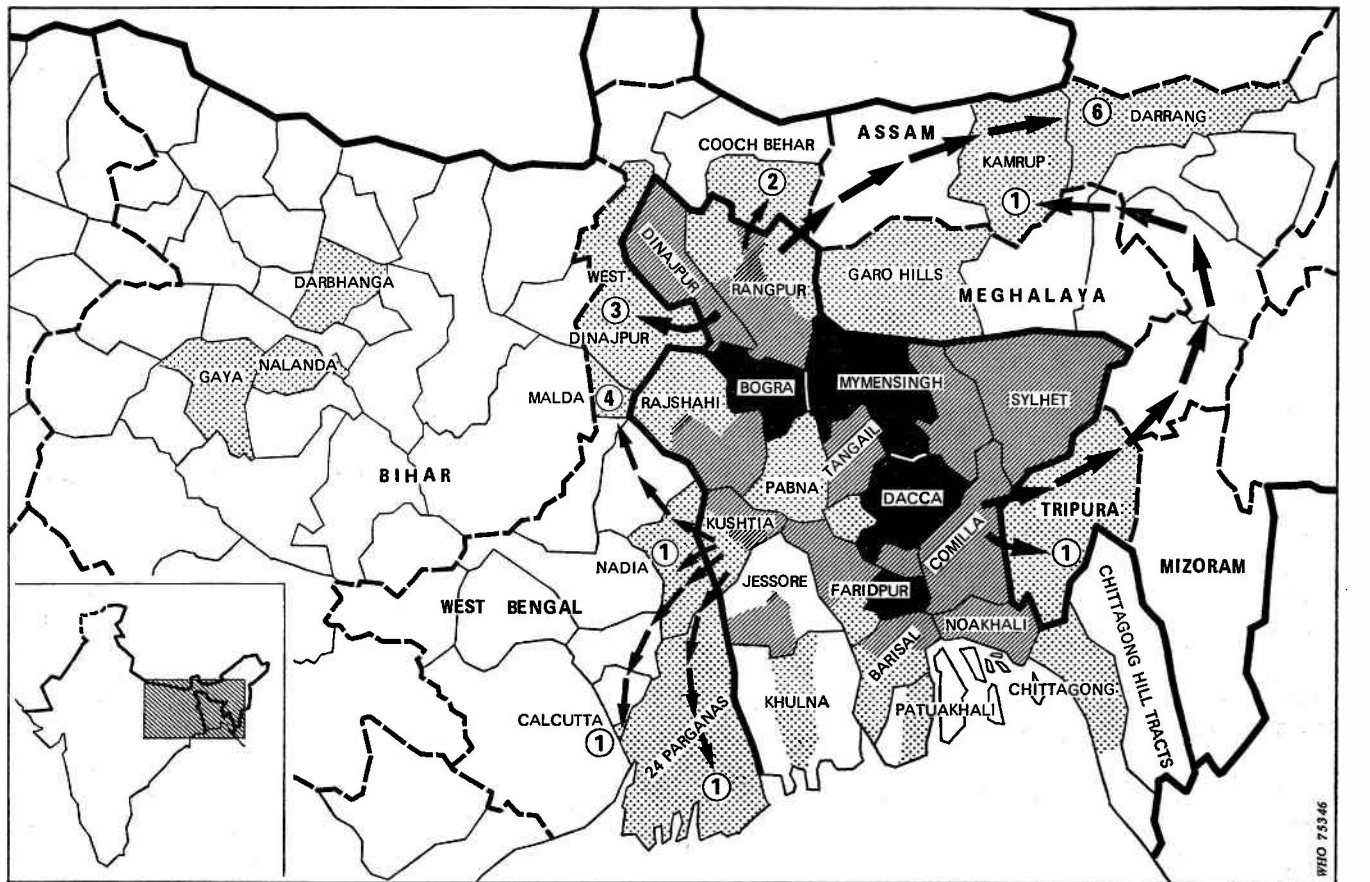 ASSAM
6
DARRANG
COOCH BEHAR
KAMRUP
2
1
DINAJPUR
GARO HILLS
WEST
DINAJPUR
3
RANGPUR
MEGHALAYA
DARBHANGA
GAYA
NALANDA
MALDA
4
RAJSHAHI
BOGRA
MYMENSINGH
SYLHET
BIHAR
PABNA
TANGAIL
DACCA
TRIPURA
1
KUSHTIA
COMILLA
NADIA
1
JESSORE
FARIDPUR
MIZORAM
WEST BENGAL
NOAKHALI
BARISAL
CHITTAGONG HILL TRACTS
KHULNA
PATUAKHALI
CHITTAGONG
CALCUTTA
1
24 PARGANAS
1
WHO 75346